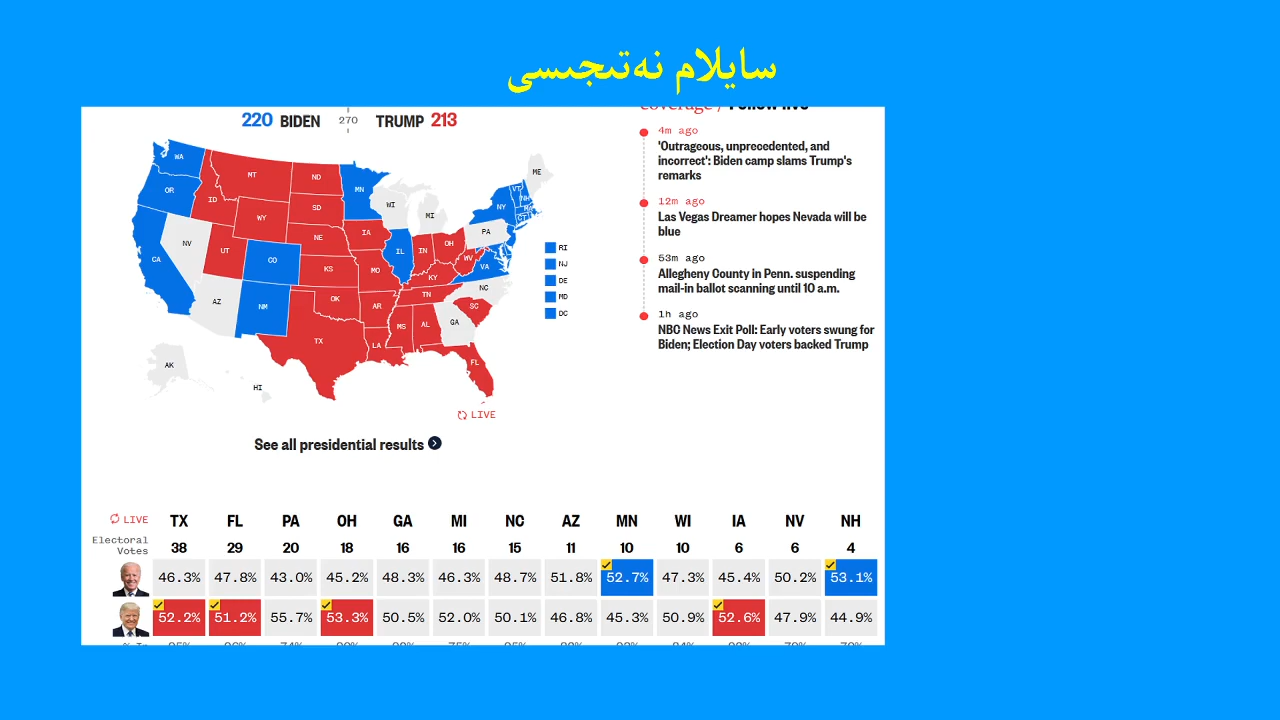 سايلام نەتىجىسى
220 BIDEN 270 TRUMP 213
WA
OR
CA
NV
ID
MT
WY
UT
AZ
CO
NM
ND
SD
NE
KS
OK
TX
MN
IA
MO
AR
LA
WI
IL
MI
IN
OH
KY
TN
MS
AL
GA
FL
SC
NC
VA
WV
PA
NY
VT
NH
MA
CT
ME
AK
HI
RI
NJ
DE
MD
DC
LIVE
See all presidential results
coverage / Follow live
4m ago
'Outrageous, unprecedented, and
incorrect': Biden camp slams Trump's
remarks
12m ago
Las Vegas Dreamer hopes Nevada will be
blue
53m ago
Allegheny County in Penn. suspending
mail-in ballot scanning until 10 a.m.
1h ago
NBC News Exit Poll: Early voters swung for
Biden; Election Day voters backed Trump
LIVE TX FL PA OH GA MI NC AZ MN WI IA NV NH
Electoral
Votes 38 29 20 18 16 16 15 11 10 10 6 6 4
46.3% 47.8% 43.0% 45.2% 48.3% 46.3% 48.7% 51.8% 52.7% 47.3% 45.4% 50.2% 53.1%
52.2% 51.2% 55.7% 53.3% 50.5% 52.0% 50.1% 46.8% 45.3% 50.9% 52.6% 47.9% 44.9%